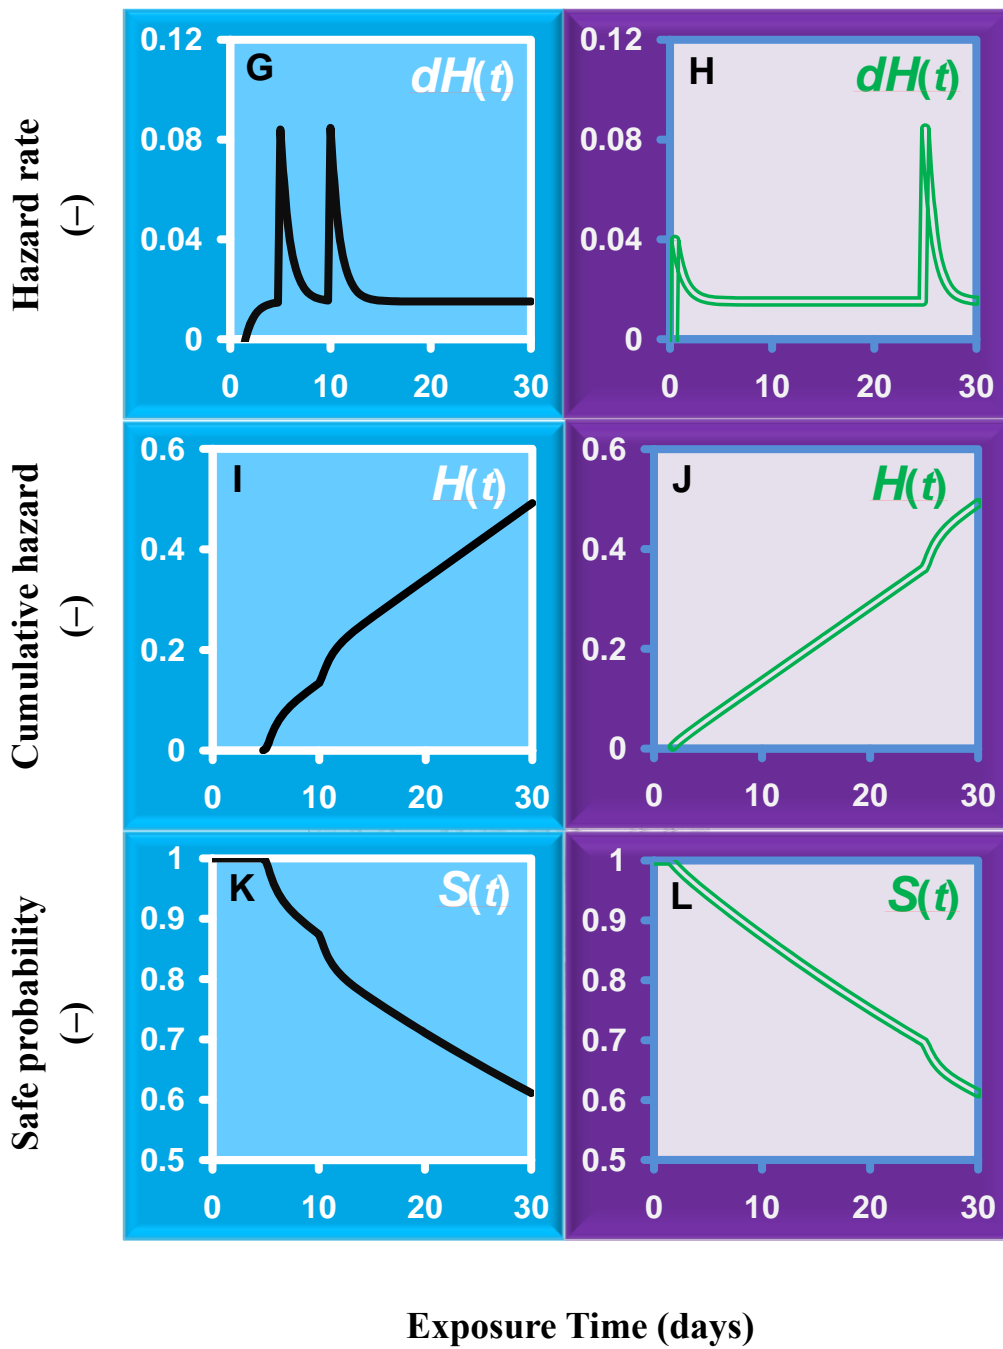 Hazard rate
(–)
0.12
0.08
0.04
0
G
dH(t)
0 10 20 30
0.12
0.08
0.04
0
H
dH(t)
0 10 20 30
Cumulative hazard
(–)
0.6
0.4
0.2
0
I
H(t)
0 10 20 30
0.6
0.4
0.2
0
J
H(t)
0 10 20 30
Safe probability
(–)
1
0.9
0.8
0.7
0.6
0.5
K
S(t)
0 10 20 30
1
0.9
0.8
0.7
0.6
0.5
L
S(t)
0 10 20 30
Exposure Time (days)